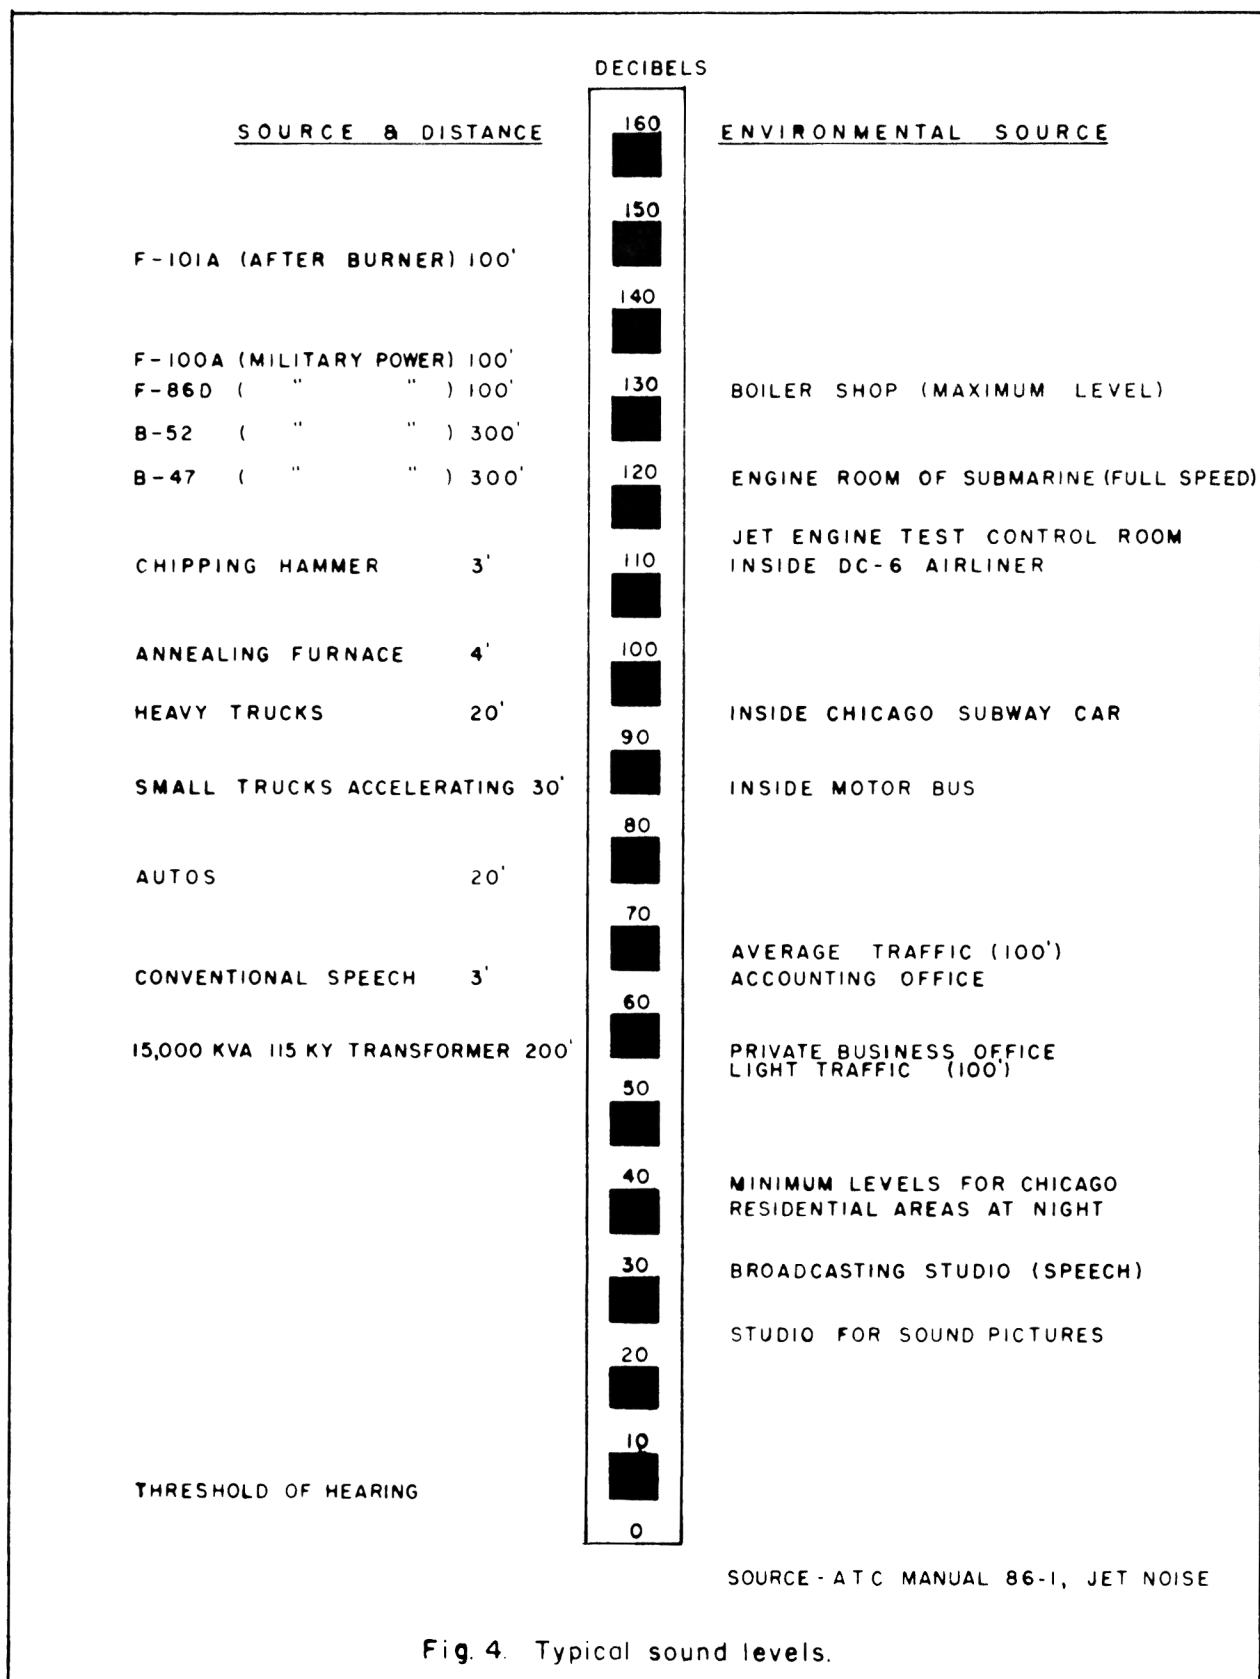 DECIBELS
SOURCE & DISTANCE
160
ENVIRONMENTAL SOURCE
150
F-101A (AFTER BURNER) 100'
140
F-100A (MILITARY POWER) 100'
F-86D ( " " ) 100'
130
BOILER SHOP (MAXIMUM LEVEL)
B-52 ( " " ) 300'
B-47 ( " " ) 300'
120
ENGINE ROOM OF SUBMARINE (FULL SPEED)
JET ENGINE TEST CONTROL ROOM
CHIPPING HAMMER 3'
110
INSIDE DC-6 AIRLINER
ANNEALING FURNACE 4'
100
HEAVY TRUCKS 20'
INSIDE CHICAGO SUBWAY CAR
90
SMALL TRUCKS ACCELERATING 30'
INSIDE MOTOR BUS
80
AUTOS 20'
70
AVERAGE TRAFFIC (100')
CONVENTIONAL SPEECH 3'
ACCOUNTING OFFICE
60
15,000 KVA 115 KY TRANSFORMER 200'
PRIVATE BUSINESS OFFICE
LIGHT TRAFFIC (100')
50
40
MINIMUM LEVELS FOR CHICAGO
RESIDENTIAL AREAS AT NIGHT
30
BROADCASTING STUDIO (SPEECH)
STUDIO FOR SOUND PICTURES
20
10
THRESHOLD OF HEARING
0
SOURCE - ATC MANUAL 86-1, JET NOISE
Fig. 4. Typical sound levels.